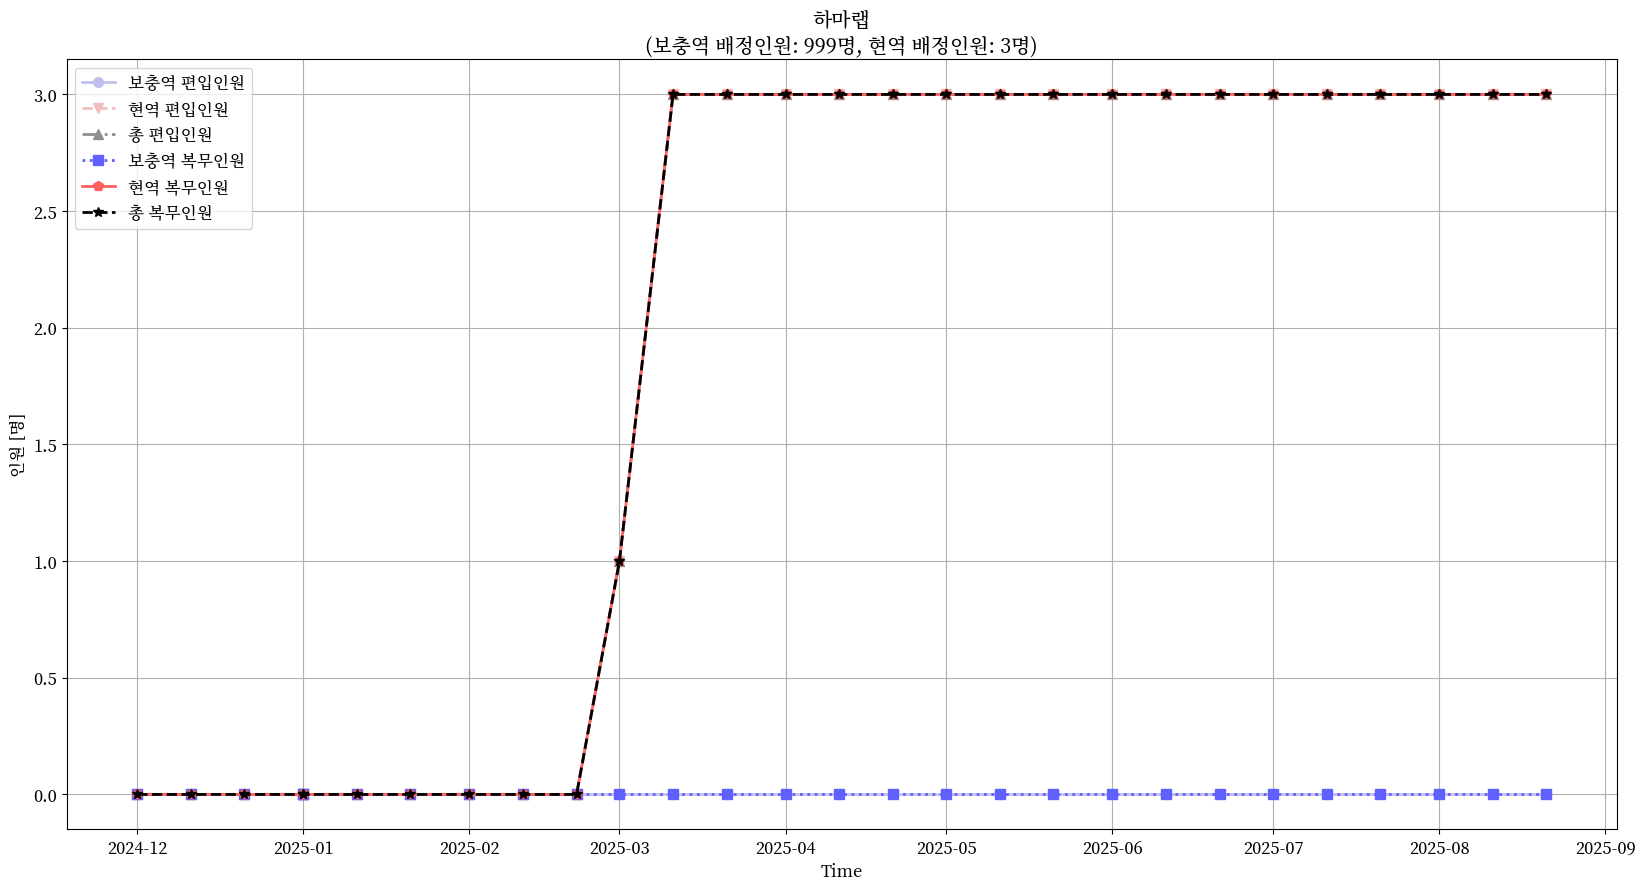 하마랩
(보충역 배정인원: 999명, 현역 배정인원: 3명)
보충역 편입인원
현역 편입인원
총 편입인원
보충역 복무인원
현역 복무인원
총 복무인원
3.0
2.5
2.0
1.5
1.0
0.5
0.0
인원 [명]
2024-12
2025-01
2025-02
2025-03
2025-04
2025-05
2025-06
2025-07
2025-08
2025-09
Time